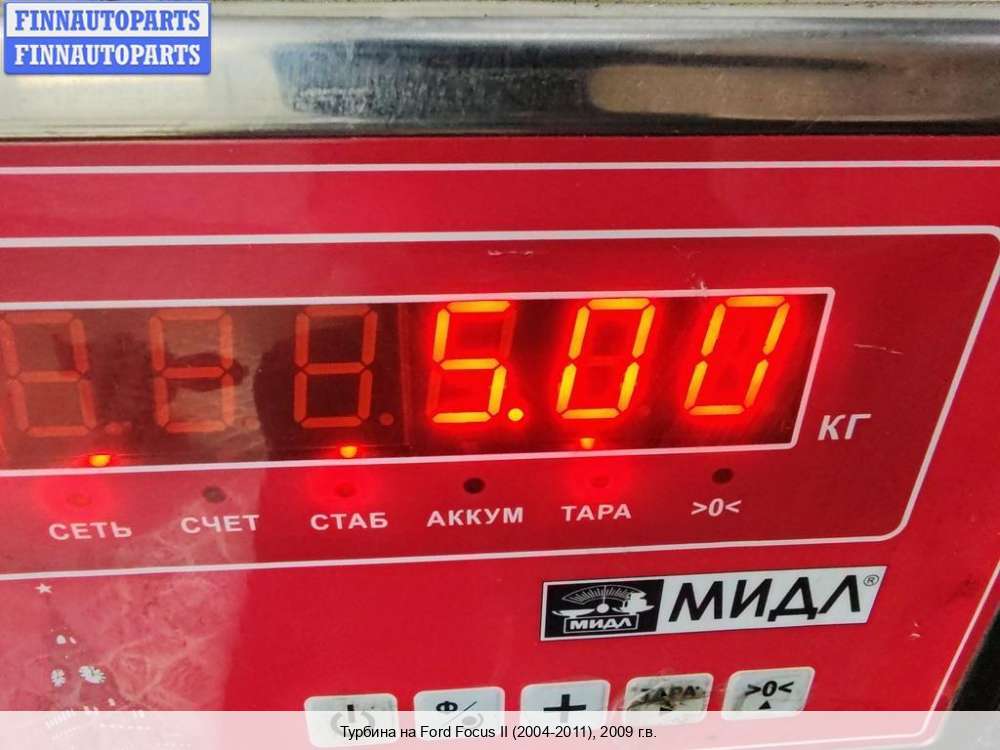 FINNAUTOPARTS
FINNAUTOPARTS
5.00
КГ
СЕТЬ СЧЕТ СТАБ АККУМ ТАРА >0<
МИДЛ МИДЛ®
Ф + ТАРА >0<
Турбина на Ford Focus II (2004-2011), 2009 г.в.